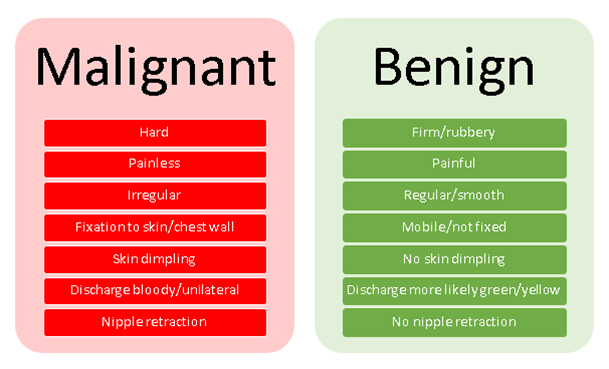 Malignant
Hard
Painless
Irregular
Fixation to skin/chest wall
Skin dimpling
Discharge bloody/unilateral
Nipple retraction
Benign
Firm/rubbery
Painful
Regular/smooth
Mobile/not fixed
No skin dimpling
Discharge more likely green/yellow
No nipple retraction